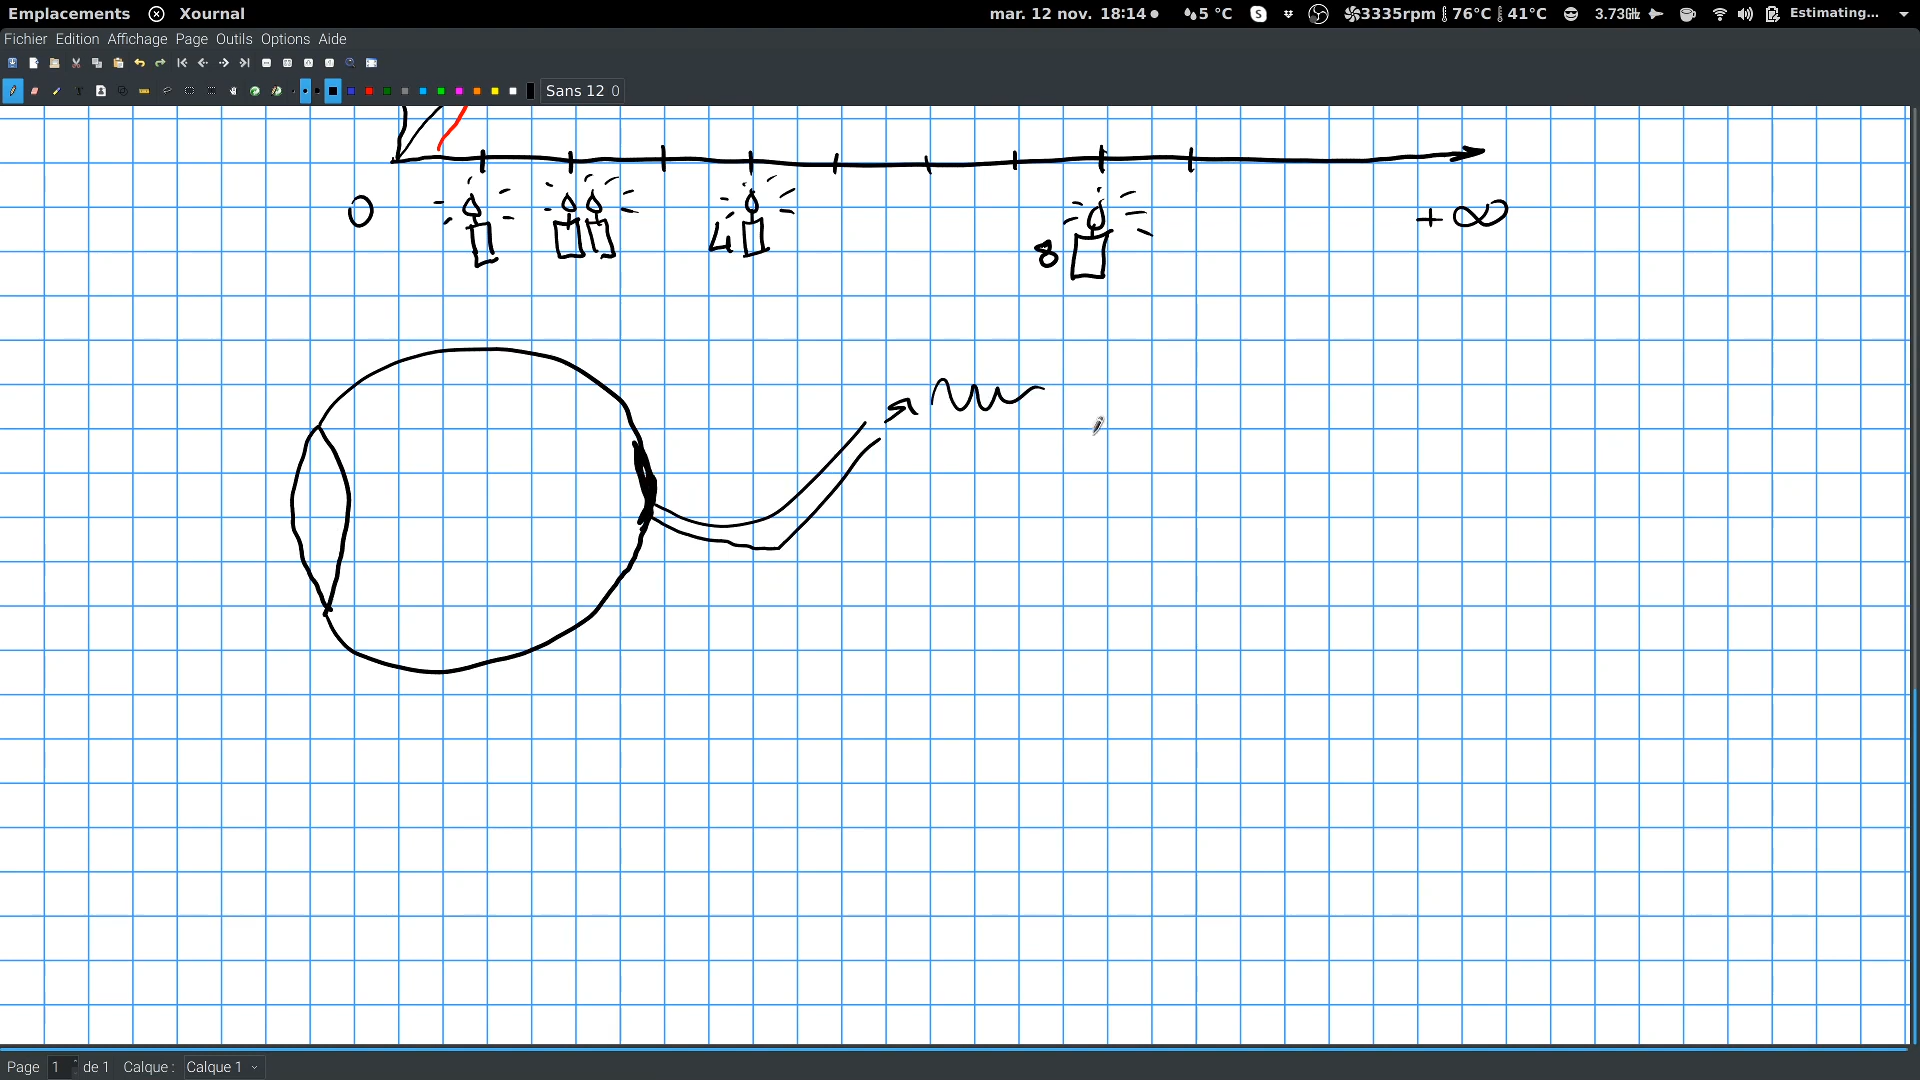 Emplacements Xournal mar. 12 nov. 18:14 5 °C 3335rpm 76°C 41°C 3.73GHz Estimating...
Fichier Edition Affichage Page Outils Options Aide
Sans 12
0 4 8 + ∞
Page 1 de 1 Calque : Calque 1